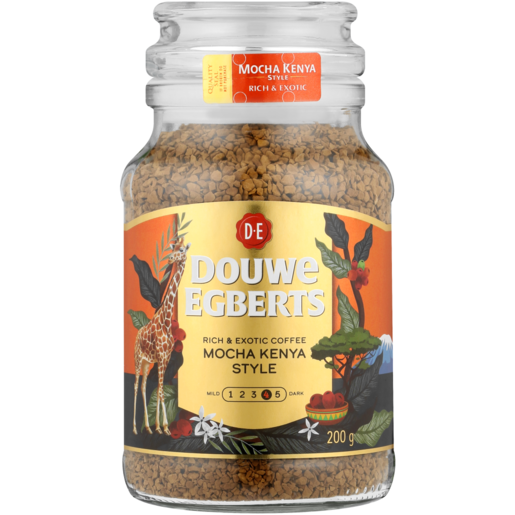 MOCHA KENYA
STYLE
RICH & EXOTIC
D·E
DOUWE
EGBERTS
RICH & EXOTIC COFFEE
MOCHA KENYA
STYLE
MILD 1 2 3 4 5 DARK
200 g